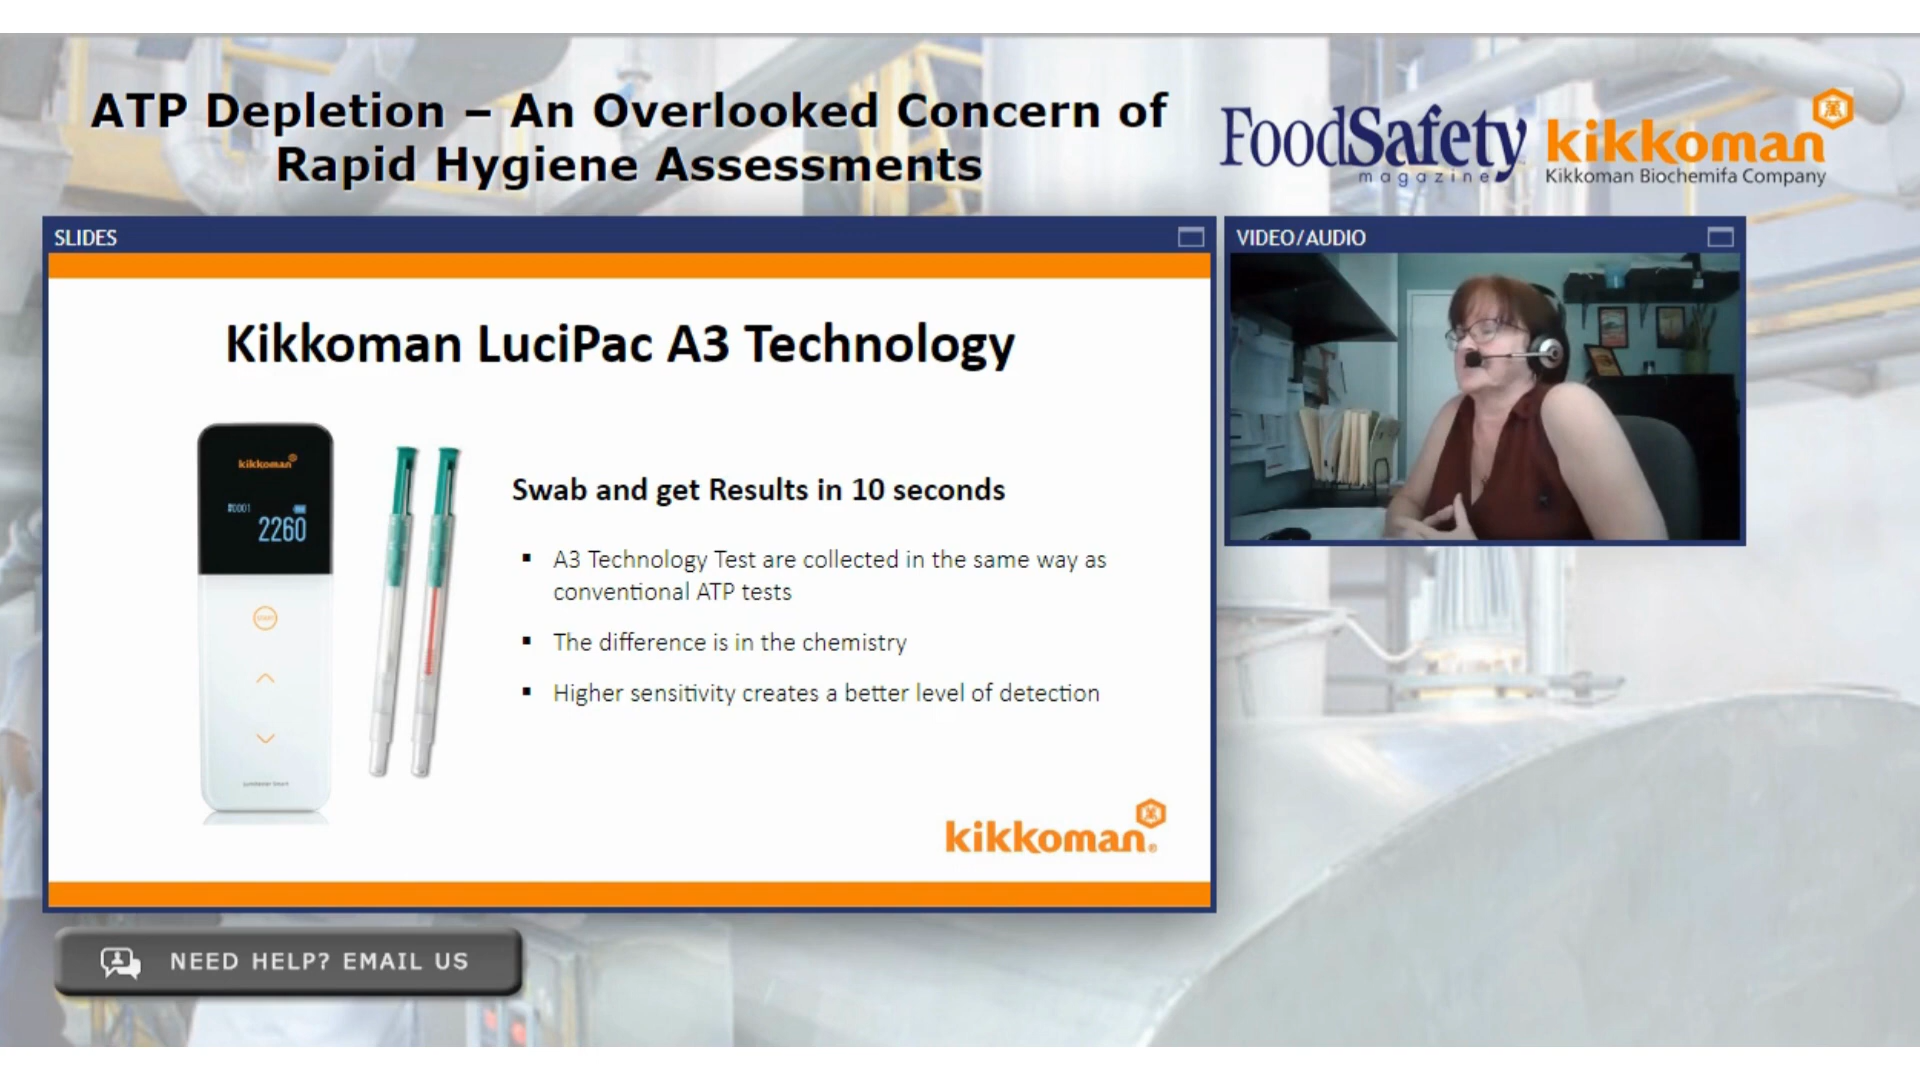 ATP Depletion – An Overlooked Concern of
Rapid Hygiene Assessments
FoodSafety
magazine
kikkoman
Kikkoman Biochemifa Company
SLIDES
VIDEO/AUDIO
Kikkoman LuciPac A3 Technology
kikkoman
2260
Swab and get Results in 10 seconds
▪ A3 Technology Test are collected in the same way as
conventional ATP tests
▪ The difference is in the chemistry
▪ Higher sensitivity creates a better level of detection
kikkoman®
NEED HELP? EMAIL US